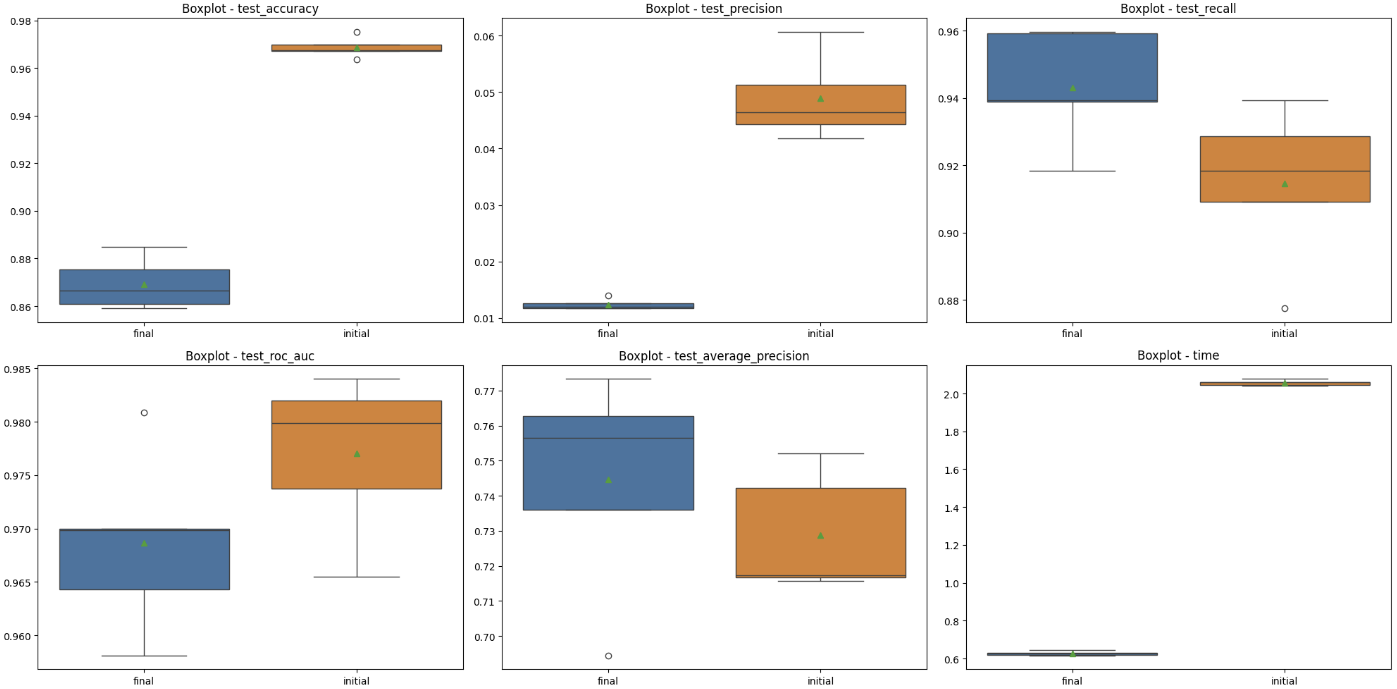 Boxplot - test_accuracy
0.98
0.96
0.94
0.92
0.90
0.88
0.86
final
initial
Boxplot - test_precision
0.06
0.05
0.04
0.03
0.02
0.01
final
initial
Boxplot - test_recall
0.96
0.94
0.92
0.90
0.88
final
initial
Boxplot - test_roc_auc
0.985
0.980
0.975
0.970
0.965
0.960
final
initial
Boxplot - test_average_precision
0.77
0.76
0.75
0.74
0.73
0.72
0.71
0.70
final
initial
Boxplot - time
2.0
1.8
1.6
1.4
1.2
1.0
0.8
0.6
final
initial